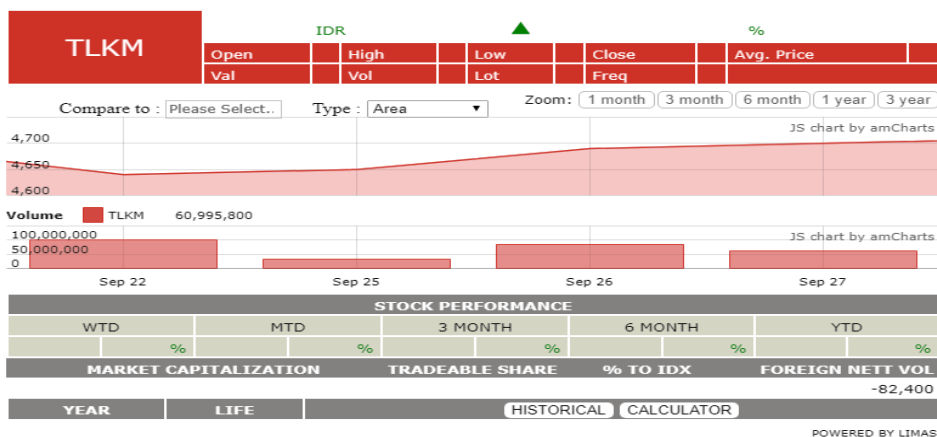 TLKM
IDR %
Open High Low Close Avg. Price
Val Vol Lot Freq
Compare to : Please Select.. Type : Area Zoom: 1 month 3 month 6 month 1 year 3 year
JS chart by amCharts
4,700
4,650
4,600
Volume TLKM 60,995,800
100,000,000 JS chart by amCharts
50,000,000
0
Sep 22 Sep 25 Sep 26 Sep 27
STOCK PERFORMANCE
WTD MTD 3 MONTH 6 MONTH YTD
% % % % %
MARKET CAPITALIZATION TRADEABLE SHARE % TO IDX FOREIGN NETT VOL
-82,400
YEAR LIFE HISTORICAL CALCULATOR
POWERED BY LIMAS